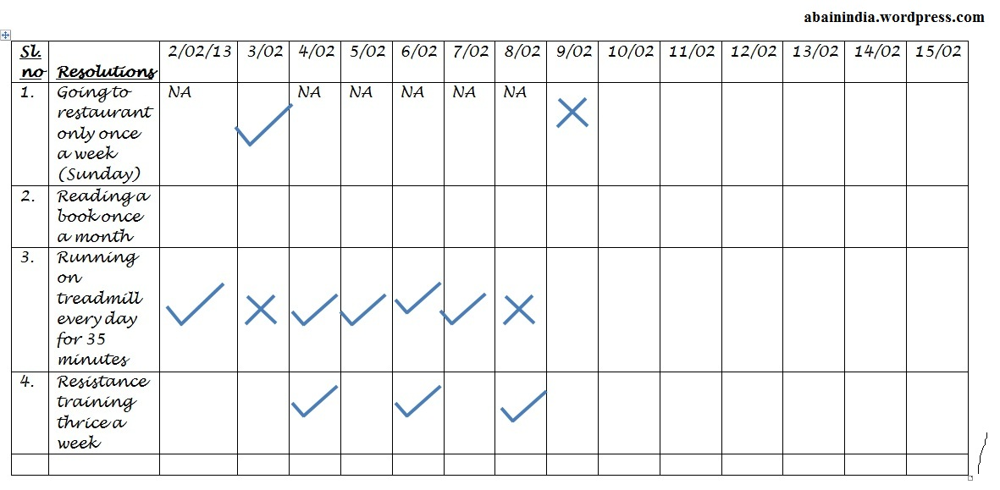 abainindia.wordpress.com
Sl. no Resolutions 2/02/13 3/02 4/02 5/02 6/02 7/02 8/02 9/02 10/02 11/02 12/02 13/02 14/02 15/02
1. Going to NA NA NA NA NA NA
restaurant
only once
a week
(Sunday)
2. Reading a
book once
a month
3. Running
on
treadmill
every day
for 35
minutes
4. Resistance
training
thrice a
week